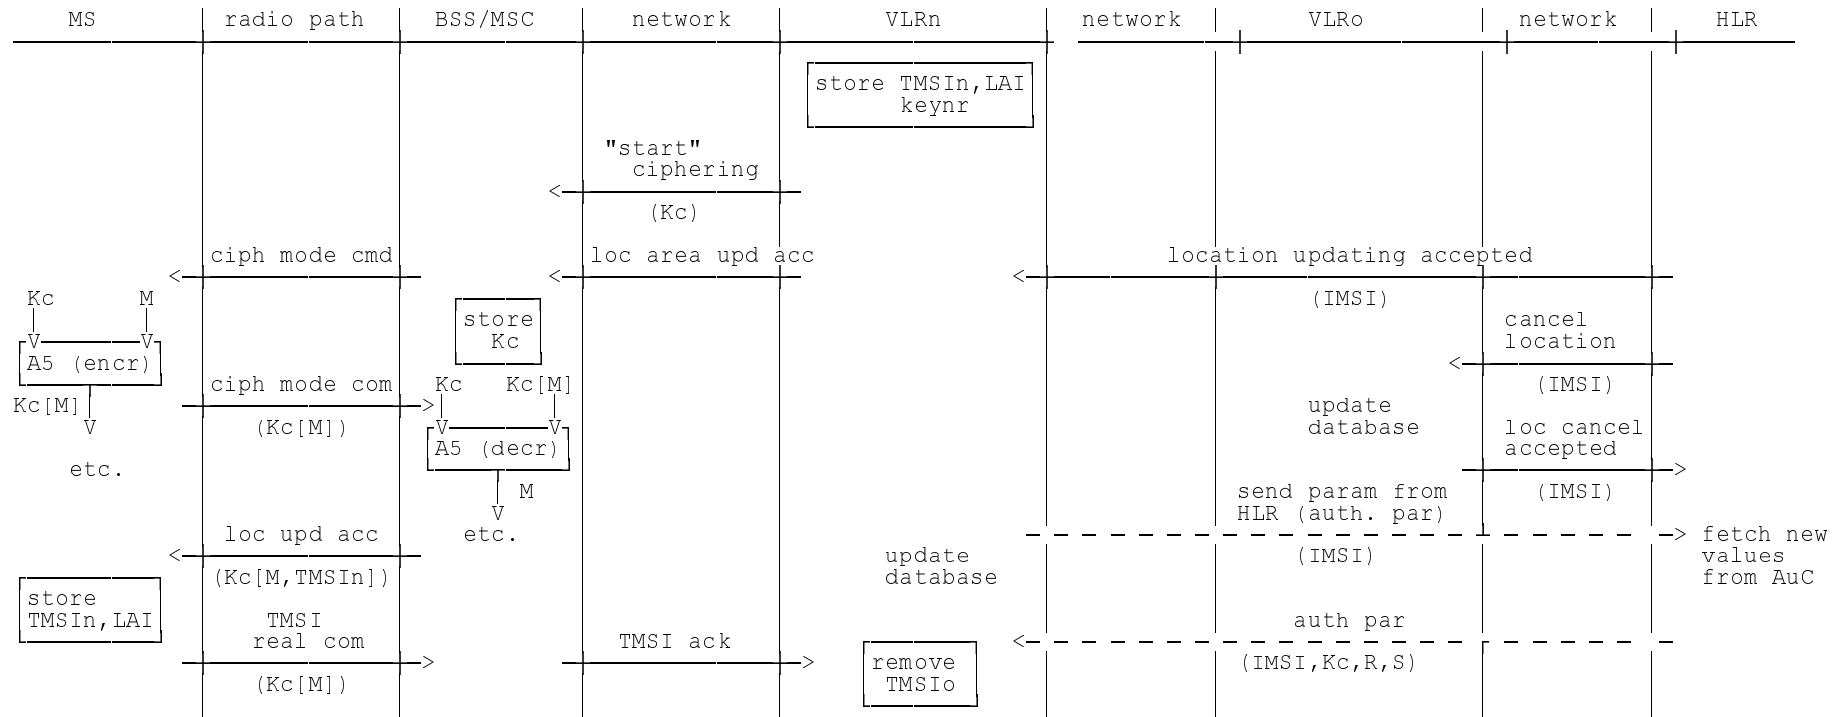 MS radio path BSS/MSC network VLRn network VLRo network HLR
store TMSIn,LAI
keynr
"start"
ciphering
<
(Kc)
ciph mode cmd loc area upd acc location updating accepted
< < <
Kc M (IMSI)
store cancel
V V Kc location
A5 (encr) <
ciph mode com Kc Kc[M] (IMSI)
Kc[M] > update
V (Kc[M]) V V database loc cancel
A5 (decr) accepted
etc. >
M send param from (IMSI)
V HLR (auth. par)
loc upd acc etc. > fetch new
< update (IMSI) values
(Kc[M,TMSIn]) database from AuC
store
TMSIn,LAI TMSI auth par
real com TMSI ack <
> > remove (IMSI,Kc,R,S)
(Kc[M]) TMSIo